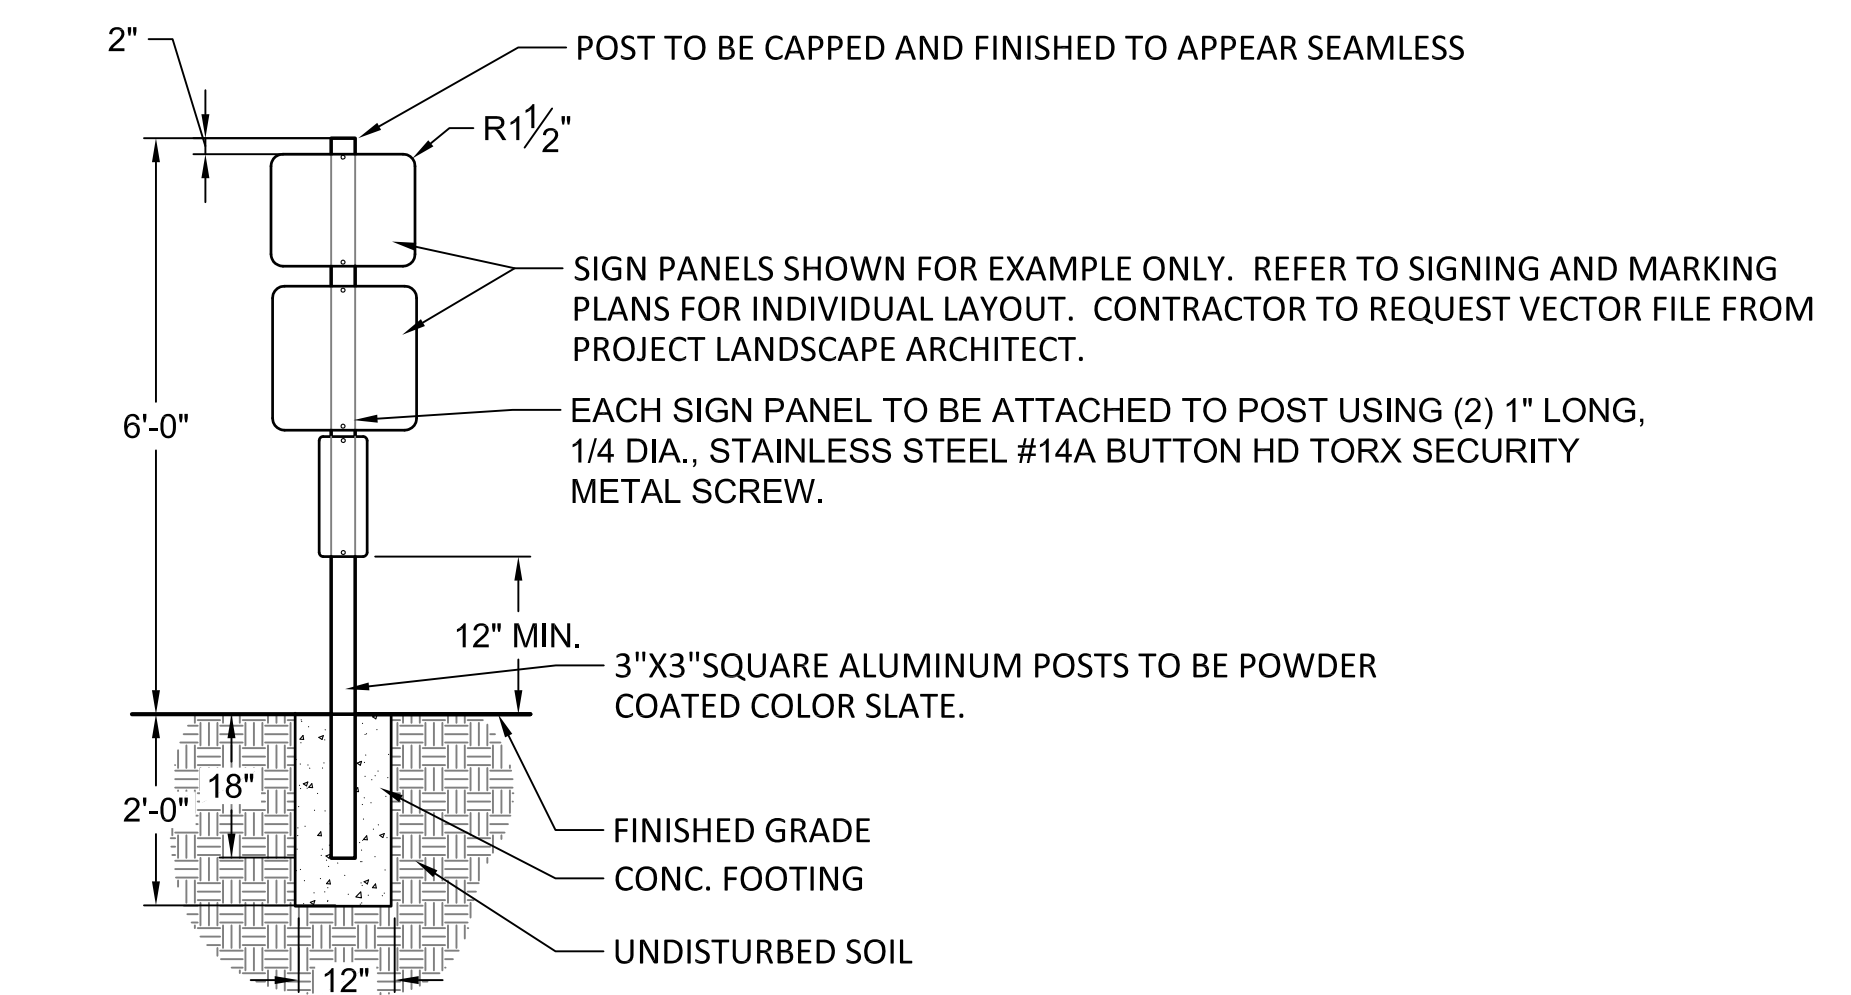 2"
POST TO BE CAPPED AND FINISHED TO APPEAR SEAMLESS
R1 1/2"
SIGN PANELS SHOWN FOR EXAMPLE ONLY.  REFER TO SIGNING AND MARKING
PLANS FOR INDIVIDUAL LAYOUT.  CONTRACTOR TO REQUEST VECTOR FILE FROM
PROJECT LANDSCAPE ARCHITECT.
6'-0"
EACH SIGN PANEL TO BE ATTACHED TO POST USING (2) 1" LONG,
1/4 DIA., STAINLESS STEEL #14A BUTTON HD TORX SECURITY
METAL SCREW.
12" MIN.
3"X3"SQUARE ALUMINUM POSTS TO BE POWDER
COATED COLOR SLATE.
18"
2'-0"
FINISHED GRADE
CONC. FOOTING
UNDISTURBED SOIL
12"